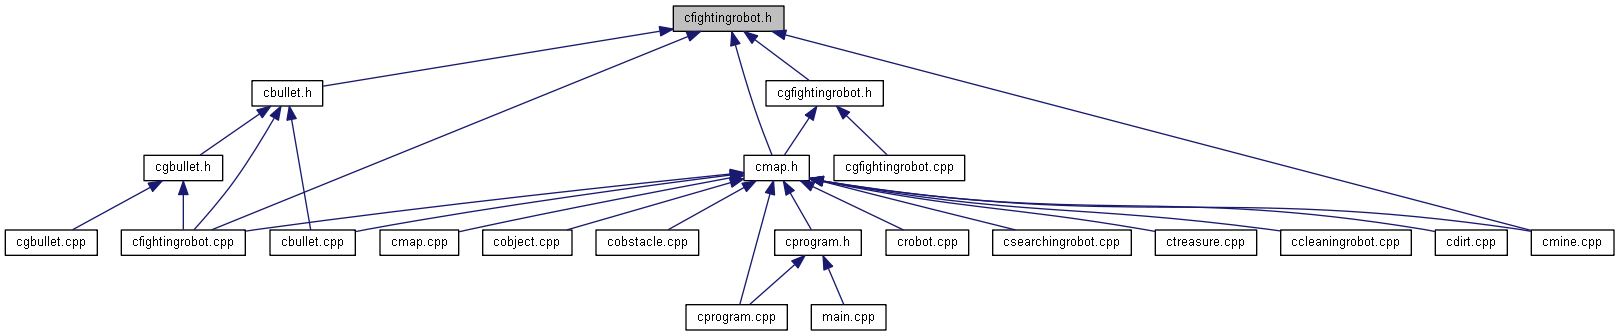 cfightingrobot.h
cbullet.h
cgfightingrobot.h
cgbullet.h
cmap.h
cgfightingrobot.cpp
cgbullet.cpp
cfightingrobot.cpp
cbullet.cpp
cmap.cpp
cobject.cpp
cobstacle.cpp
cprogram.h
crobot.cpp
csearchingrobot.cpp
ctreasure.cpp
ccleaningrobot.cpp
cdirt.cpp
cmine.cpp
cprogram.cpp
main.cpp